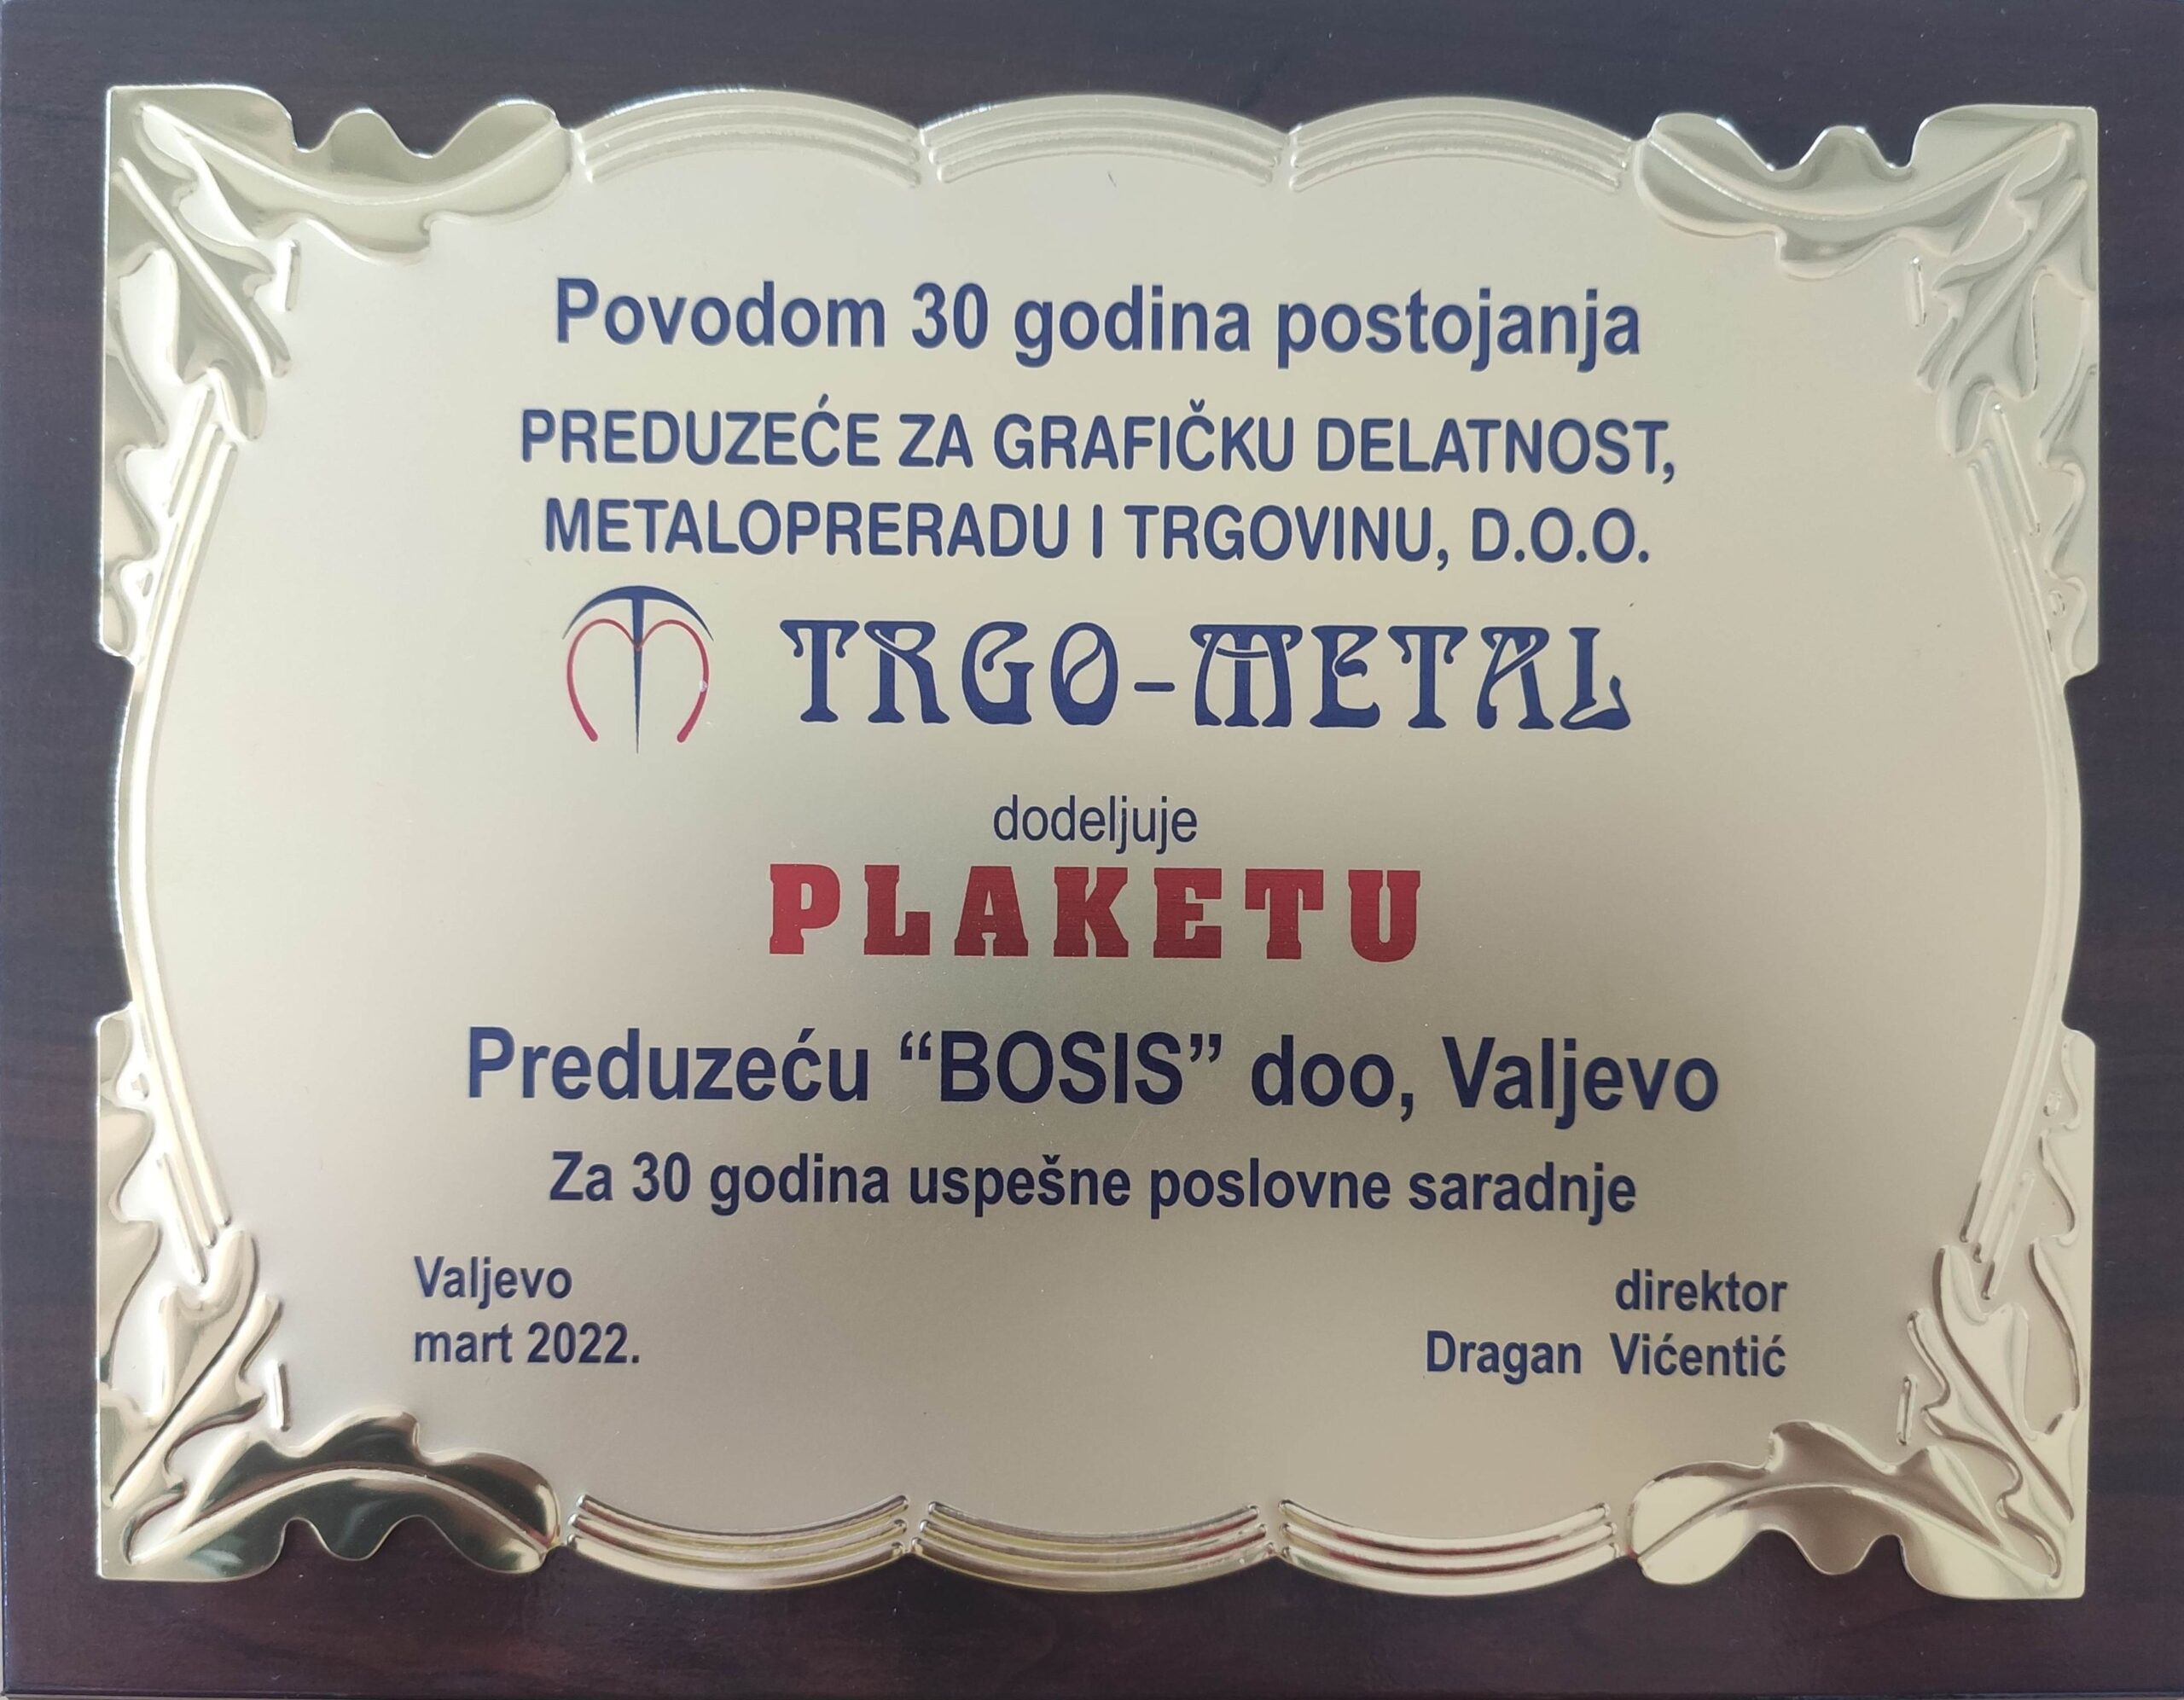 Povodom 30 godina postojanja
PREDUZEĆE ZA GRAFIČKU DELATNOST,
METALOPRERADU I TRGOVINU, D.O.O.
TRGO-METAL
dodeljuje
PLAKETU
Preduzeću “BOSIS” doo, Valjevo
Za 30 godina uspešne poslovne saradnje
Valjevo
mart 2022.
direktor
Dragan Vićentić